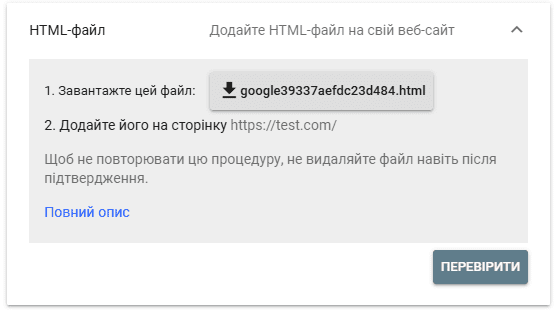 HTML-файл Додайте HTML-файл на свій веб-сайт
1. Завантажте цей файл: google39337aefdc23d484.html
2. Додайте його на сторінку https://test.com/
Щоб не повторювати цю процедуру, не видаляйте файл навіть після
підтвердження.
Повний опис
ПЕРЕВІРИТИ